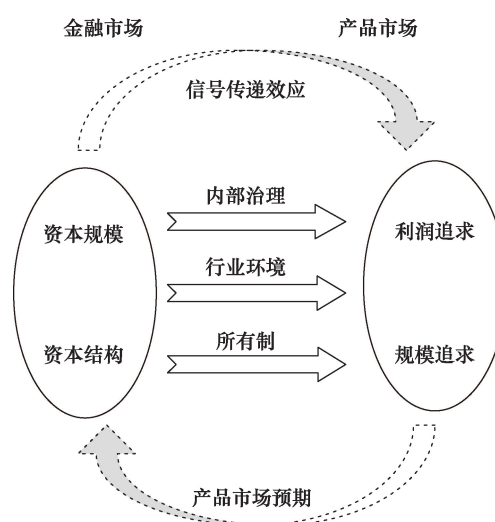 金融市场
产品市场
信号传递效应
内部治理
资本规模
利润追求
行业环境
所有制
资本结构
规模追求
产品市场预期